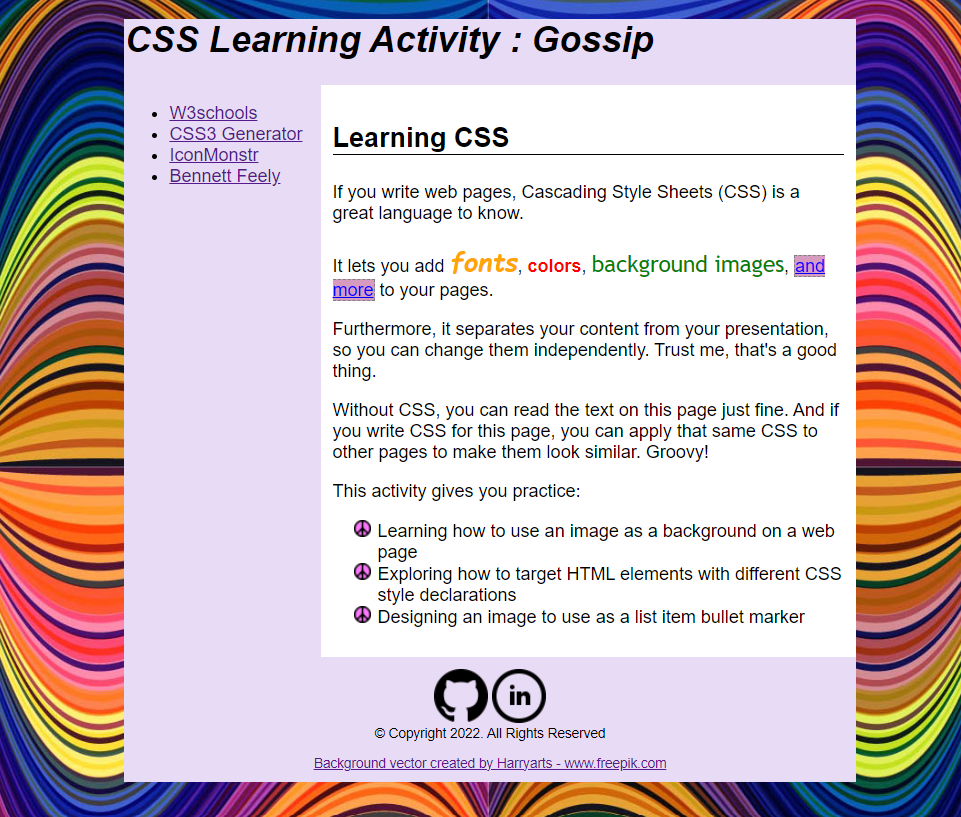 CSS Learning Activity : Gossip
W3schools
CSS3 Generator
IconMonstr
Bennett Feely
Learning CSS
If you write web pages, Cascading Style Sheets (CSS) is a
great language to know.
It lets you add fonts, colors, background images, and
more to your pages.
Furthermore, it separates your content from your presentation,
so you can change them independently. Trust me, that's a good
thing.
Without CSS, you can read the text on this page just fine. And if
you write CSS for this page, you can apply that same CSS to
other pages to make them look similar. Groovy!
This activity gives you practice:
Learning how to use an image as a background on a web
page
Exploring how to target HTML elements with different CSS
style declarations
Designing an image to use as a list item bullet marker
in
© Copyright 2022. All Rights Reserved
Background vector created by Harryarts - www.freepik.com